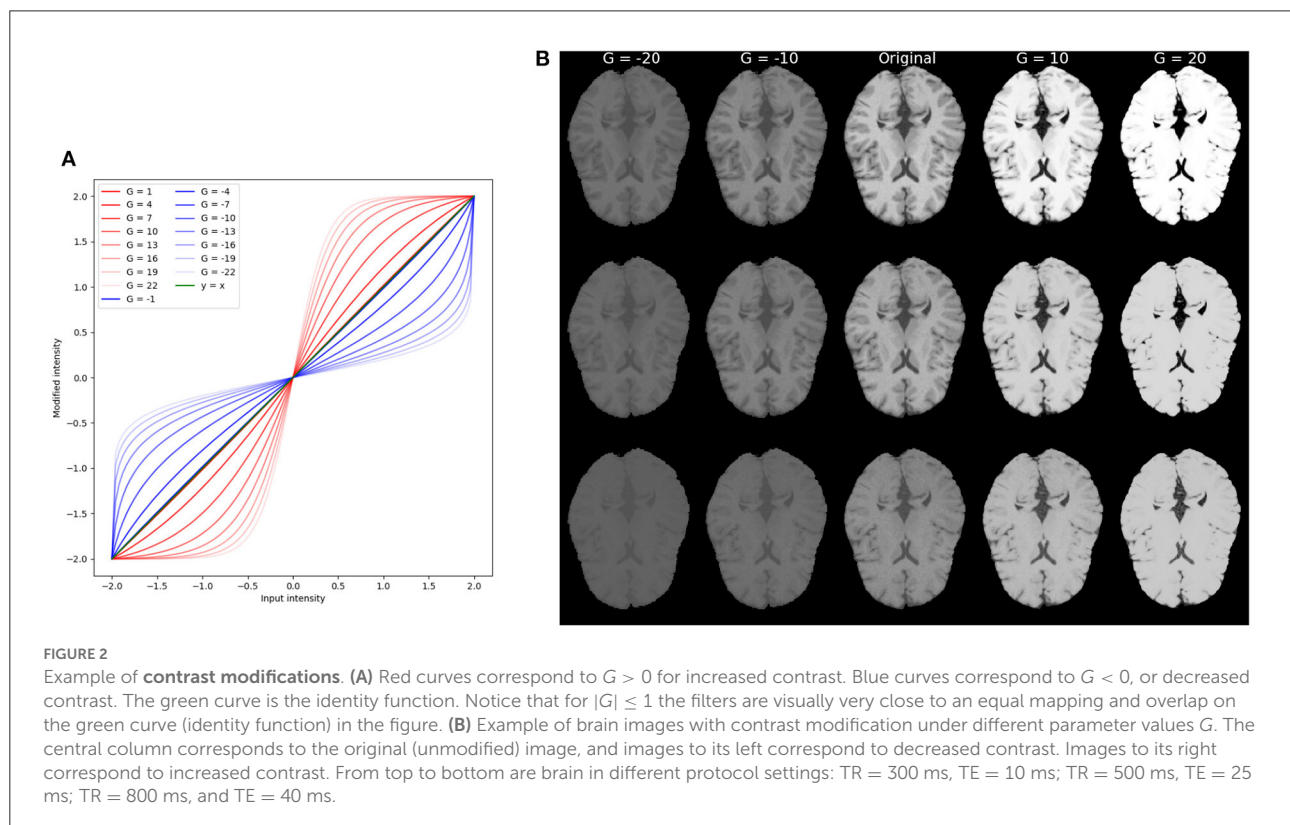 A
G = 1
G = 4
G = 7
G = 10
G = 13
G = 16
G = 19
G = 22
G = -1
G = -4
G = -7
G = -10
G = -13
G = -16
G = -19
G = -22
y = x
2.0
1.5
1.0
0.5
0.0
−0.5
−1.0
−1.5
−2.0
Modified intensity
−2.0 −1.5 −1.0 −0.5 0.0 0.5 1.0 1.5 2.0
Input intensity
B
G = -20 G = -10 Original G = 10 G = 20
FIGURE 2
Example of contrast modifications. (A) Red curves correspond to G > 0 for increased contrast. Blue curves correspond to G < 0, or decreased
contrast. The green curve is the identity function. Notice that for |G| ≤ 1 the filters are visually very close to an equal mapping and overlap on
the green curve (identity function) in the figure. (B) Example of brain images with contrast modification under different parameter values G. The
central column corresponds to the original (unmodified) image, and images to its left correspond to decreased contrast. Images to its right
correspond to increased contrast. From top to bottom are brain in different protocol settings: TR = 300 ms, TE = 10 ms; TR = 500 ms, TE = 25
ms; TR = 800 ms, and TE = 40 ms.